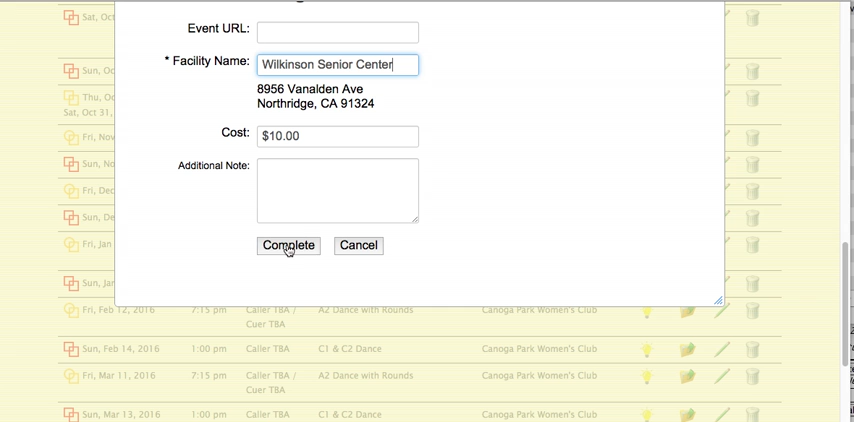 Sat, Oct
Event URL:
* Facility Name: Wilkinson Senior Center
Sun, Oc
8956 Vanalden Ave
Northridge, CA 91324
Thu, Oc
Sat, Oct 31,
Cost: $10.00
Fri, Nov
Sun, No
Additional Note:
Fri, Dec
Sun, De
Fri, Jan
Complete Cancel
Sun, Jan
Fri, Feb 12, 2016 7:15 pm Caller TBA / A2 Dance with Rounds Canoga Park Women's Club
Cuer TBA
Sun, Feb 14, 2016 1:00 pm Caller TBA C1 & C2 Dance Canoga Park Women's Club
Fri, Mar 11, 2016 7:15 pm Caller TBA / A2 Dance with Rounds Canoga Park Women's Club
Cuer TBA
Sun, Mar 13, 2016 1:00 pm Caller TBA C1 & C2 Dance Canoga Park Women's Club